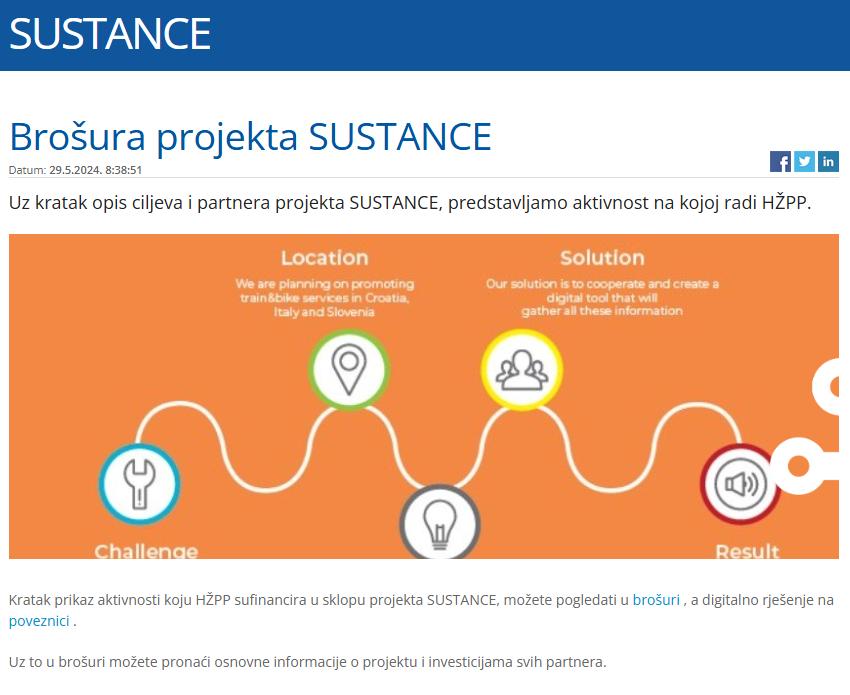 SUSTANCE
Brošura projekta SUSTANCE
Datum: 29.5.2024. 8:38:51
f
in
Uz kratak opis ciljeva i partnera projekta SUSTANCE, predstavljamo aktivnost na kojoj radi HŽPP.
Location
We are planning on promoting
train&bike services in Croatia,
Italy and Slovenia
Solution
Our solution is to cooperate and create a
digital tool that will
gather all these information
Challenge
Result
Kratak prikaz aktivnosti koju HŽPP sufinancira u sklopu projekta SUSTANCE, možete pogledati u brošuri , a digitalno rješenje na
poveznici .
Uz to u brošuri možete pronaći osnovne informacije o projektu i investicijama svih partnera.